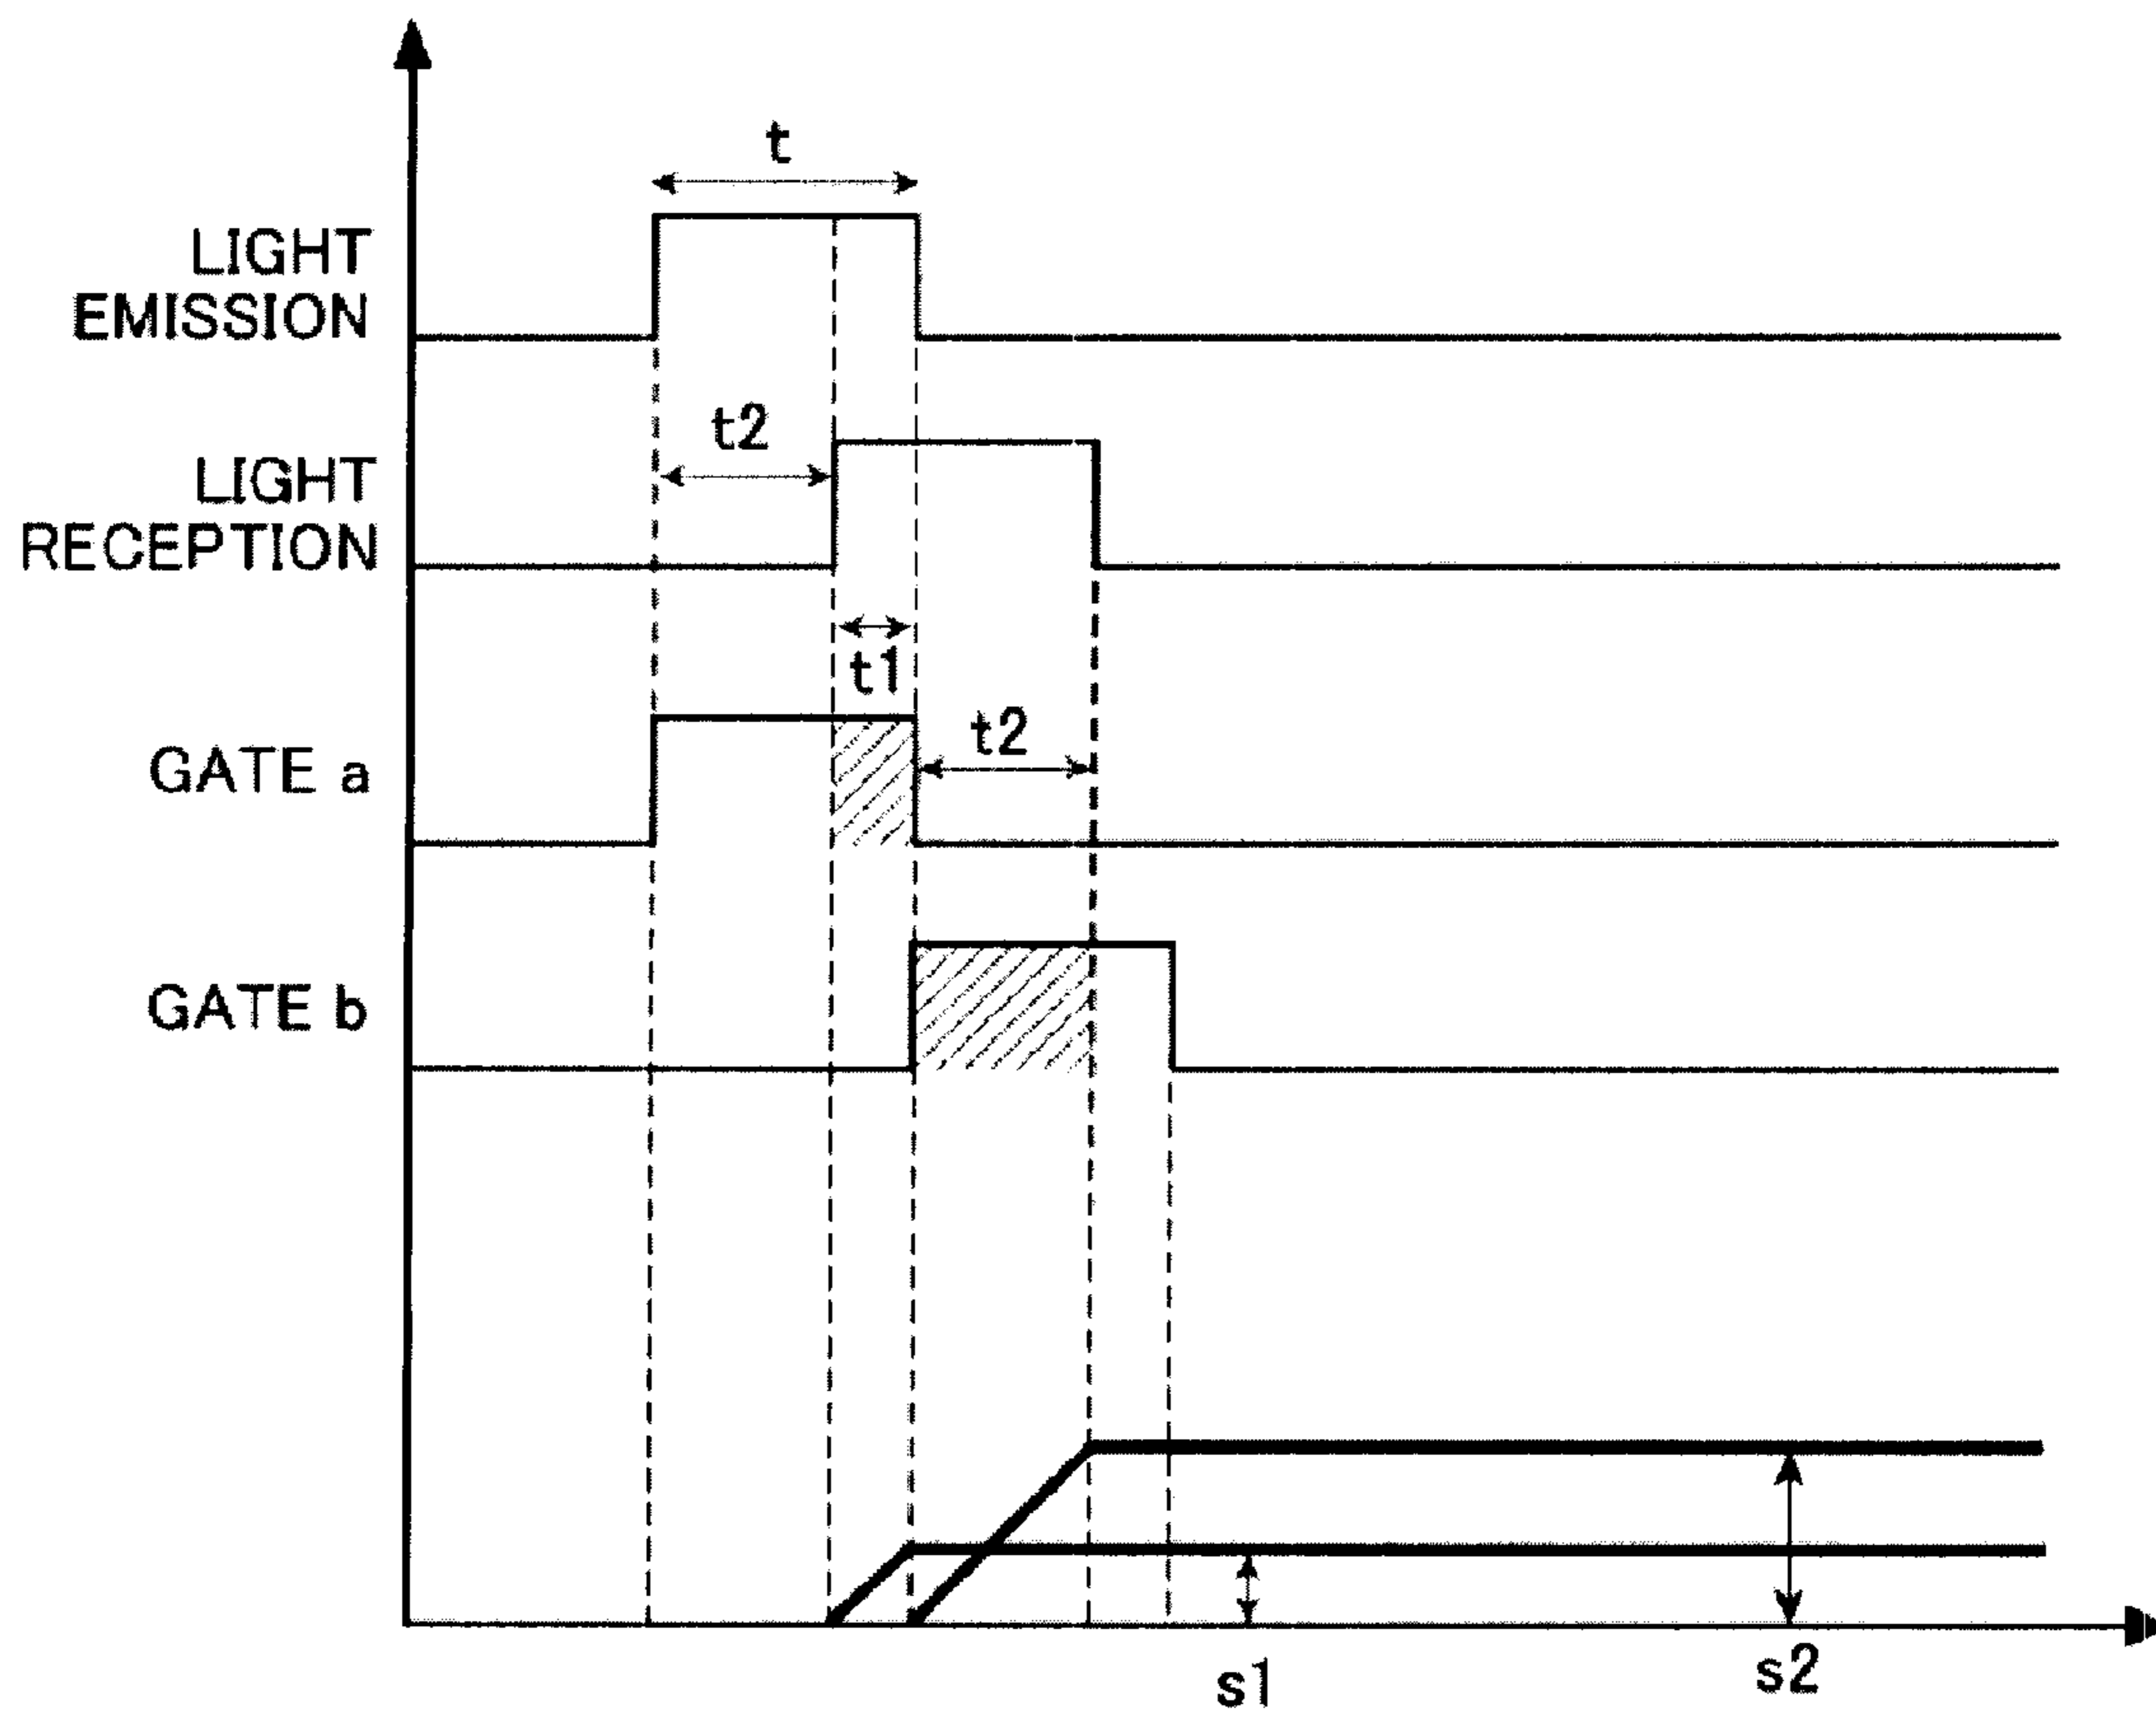 t
LIGHT
EMISSION
t2
LIGHT
RECEPTION
t1
t2
GATE a
GATE b
s1
s2